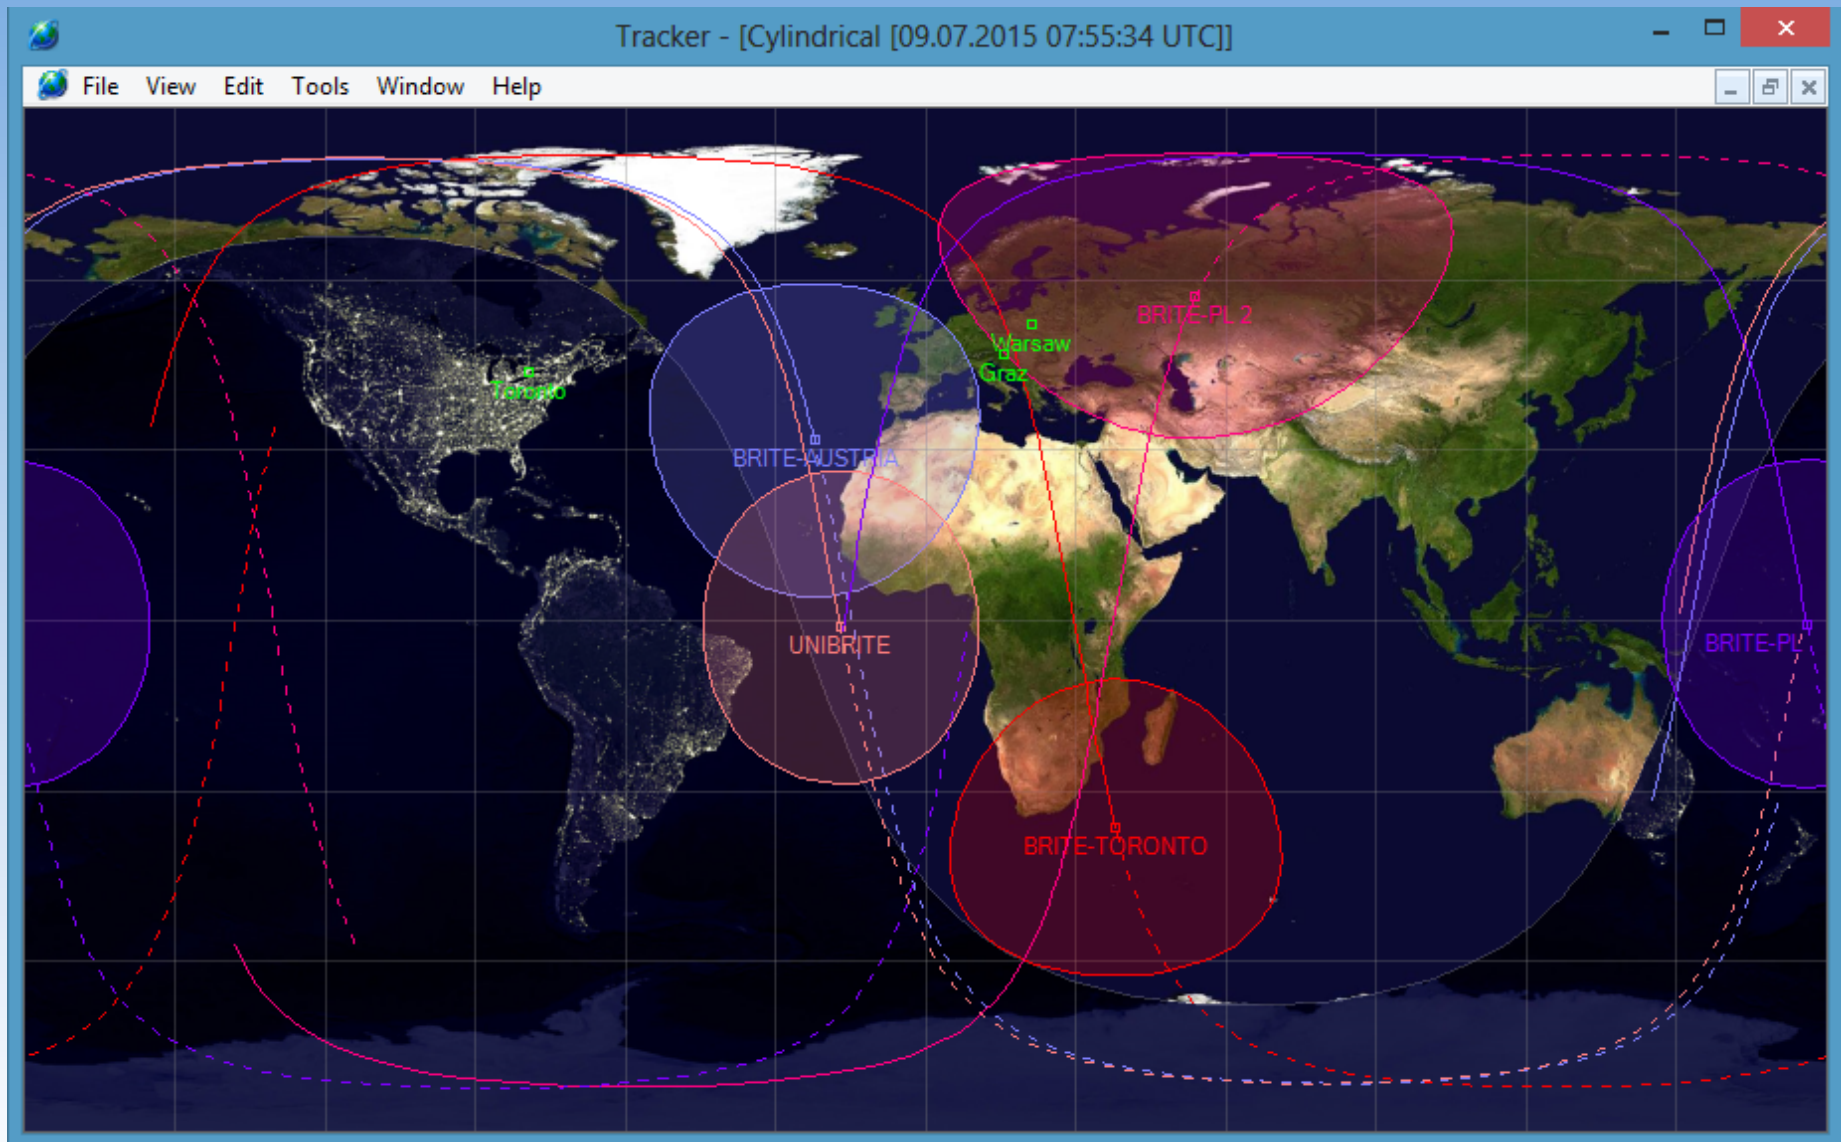 Tracker - [Cylindrical [09.07.2015 07:55:34 UTC]]
File View Edit Tools Window Help
BRITE-PL 2
Warsaw
Graz
Toronto
BRITE-AUSTRIA
UNIBRITE
BRITE-PL
BRITE-TORONTO